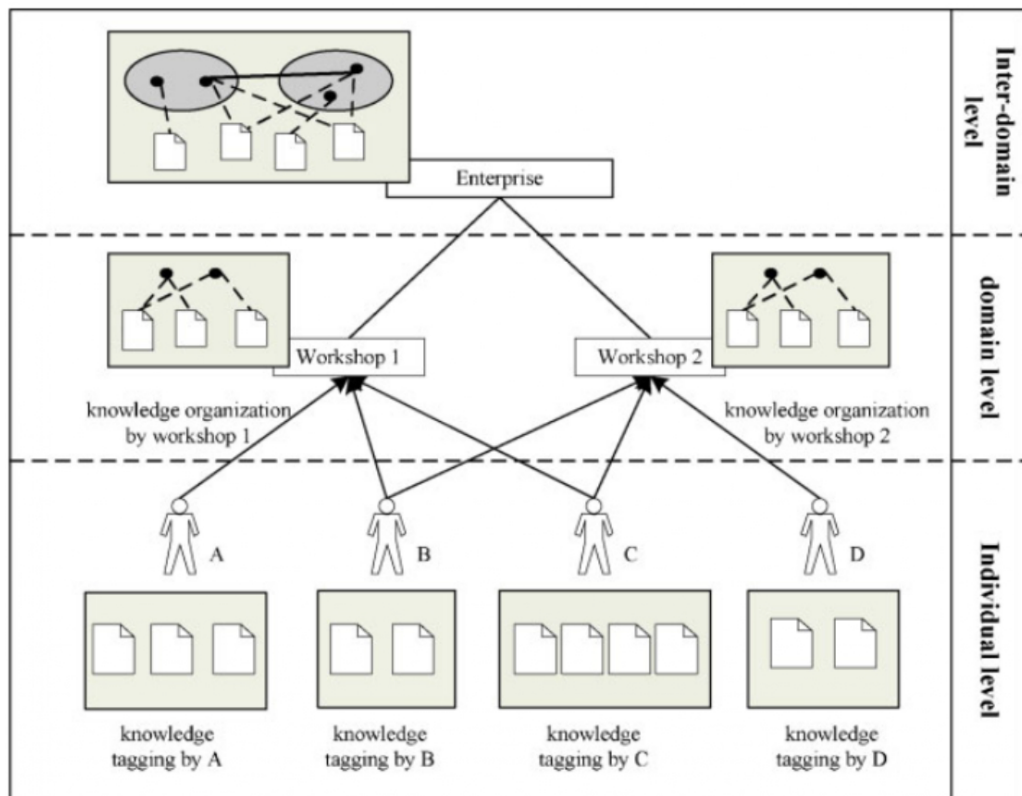 Inter-domain
level
Enterprise
domain level
Workshop 1
Workshop 2
knowledge organization
by workshop 1
knowledge organization
by workshop 2
Individual level
A
B
C
D
knowledge
tagging by A
knowledge
tagging by B
knowledge
tagging by C
knowledge
tagging by D